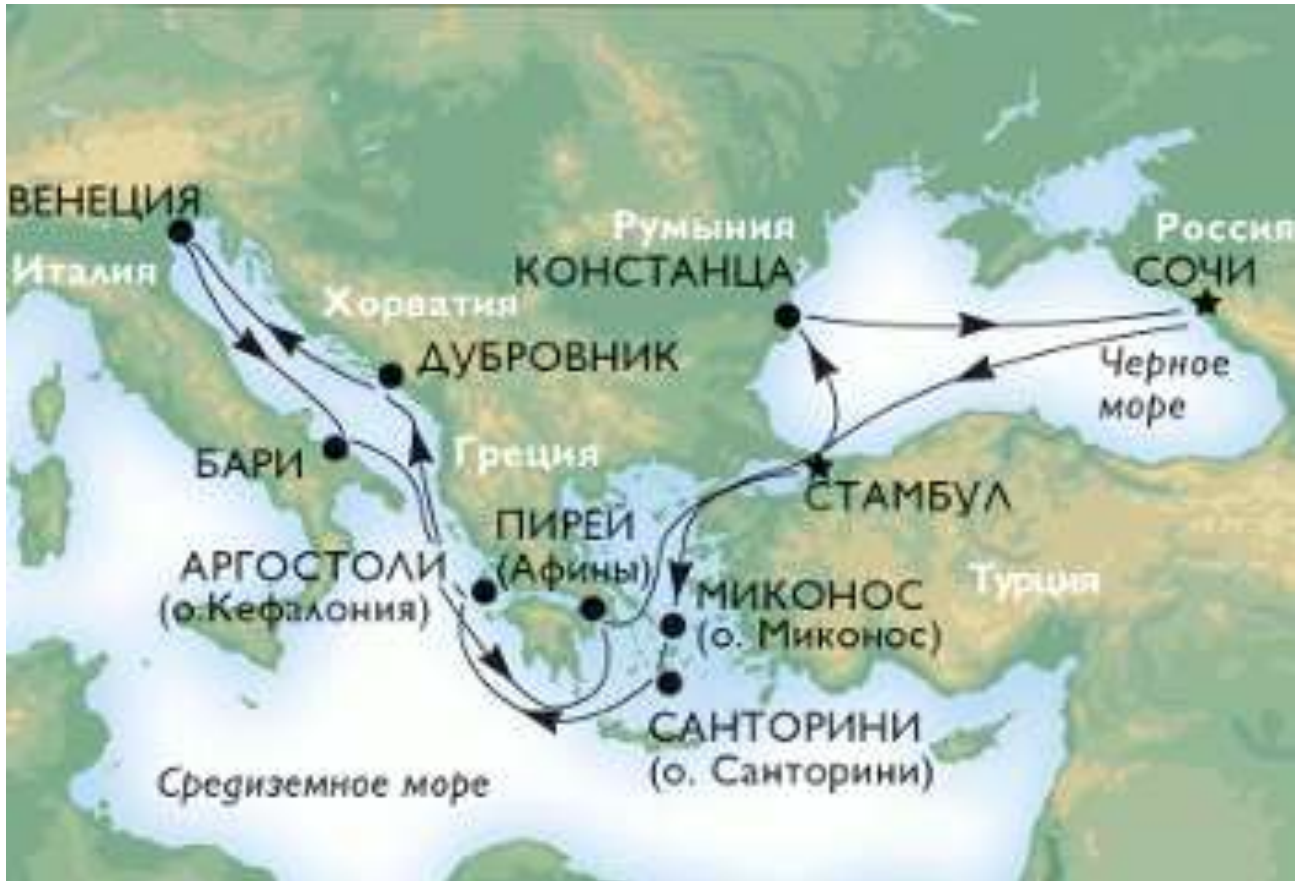 ВЕНЕЦИЯ
Италия
Хорватия
ДУБРОВНИК
БАРИ
Греция
АРГОСТОЛИ
(о.Кефалония)
ПИРЕЙ
(Афины)
Румыния
КОНСТАНЦА
Россия
СОЧИ
Черное
море
СТАМБУЛ
Турция
МИКОНОС
(о. Миконос)
САНТОРИНИ
(о. Санторини)
Средиземное море